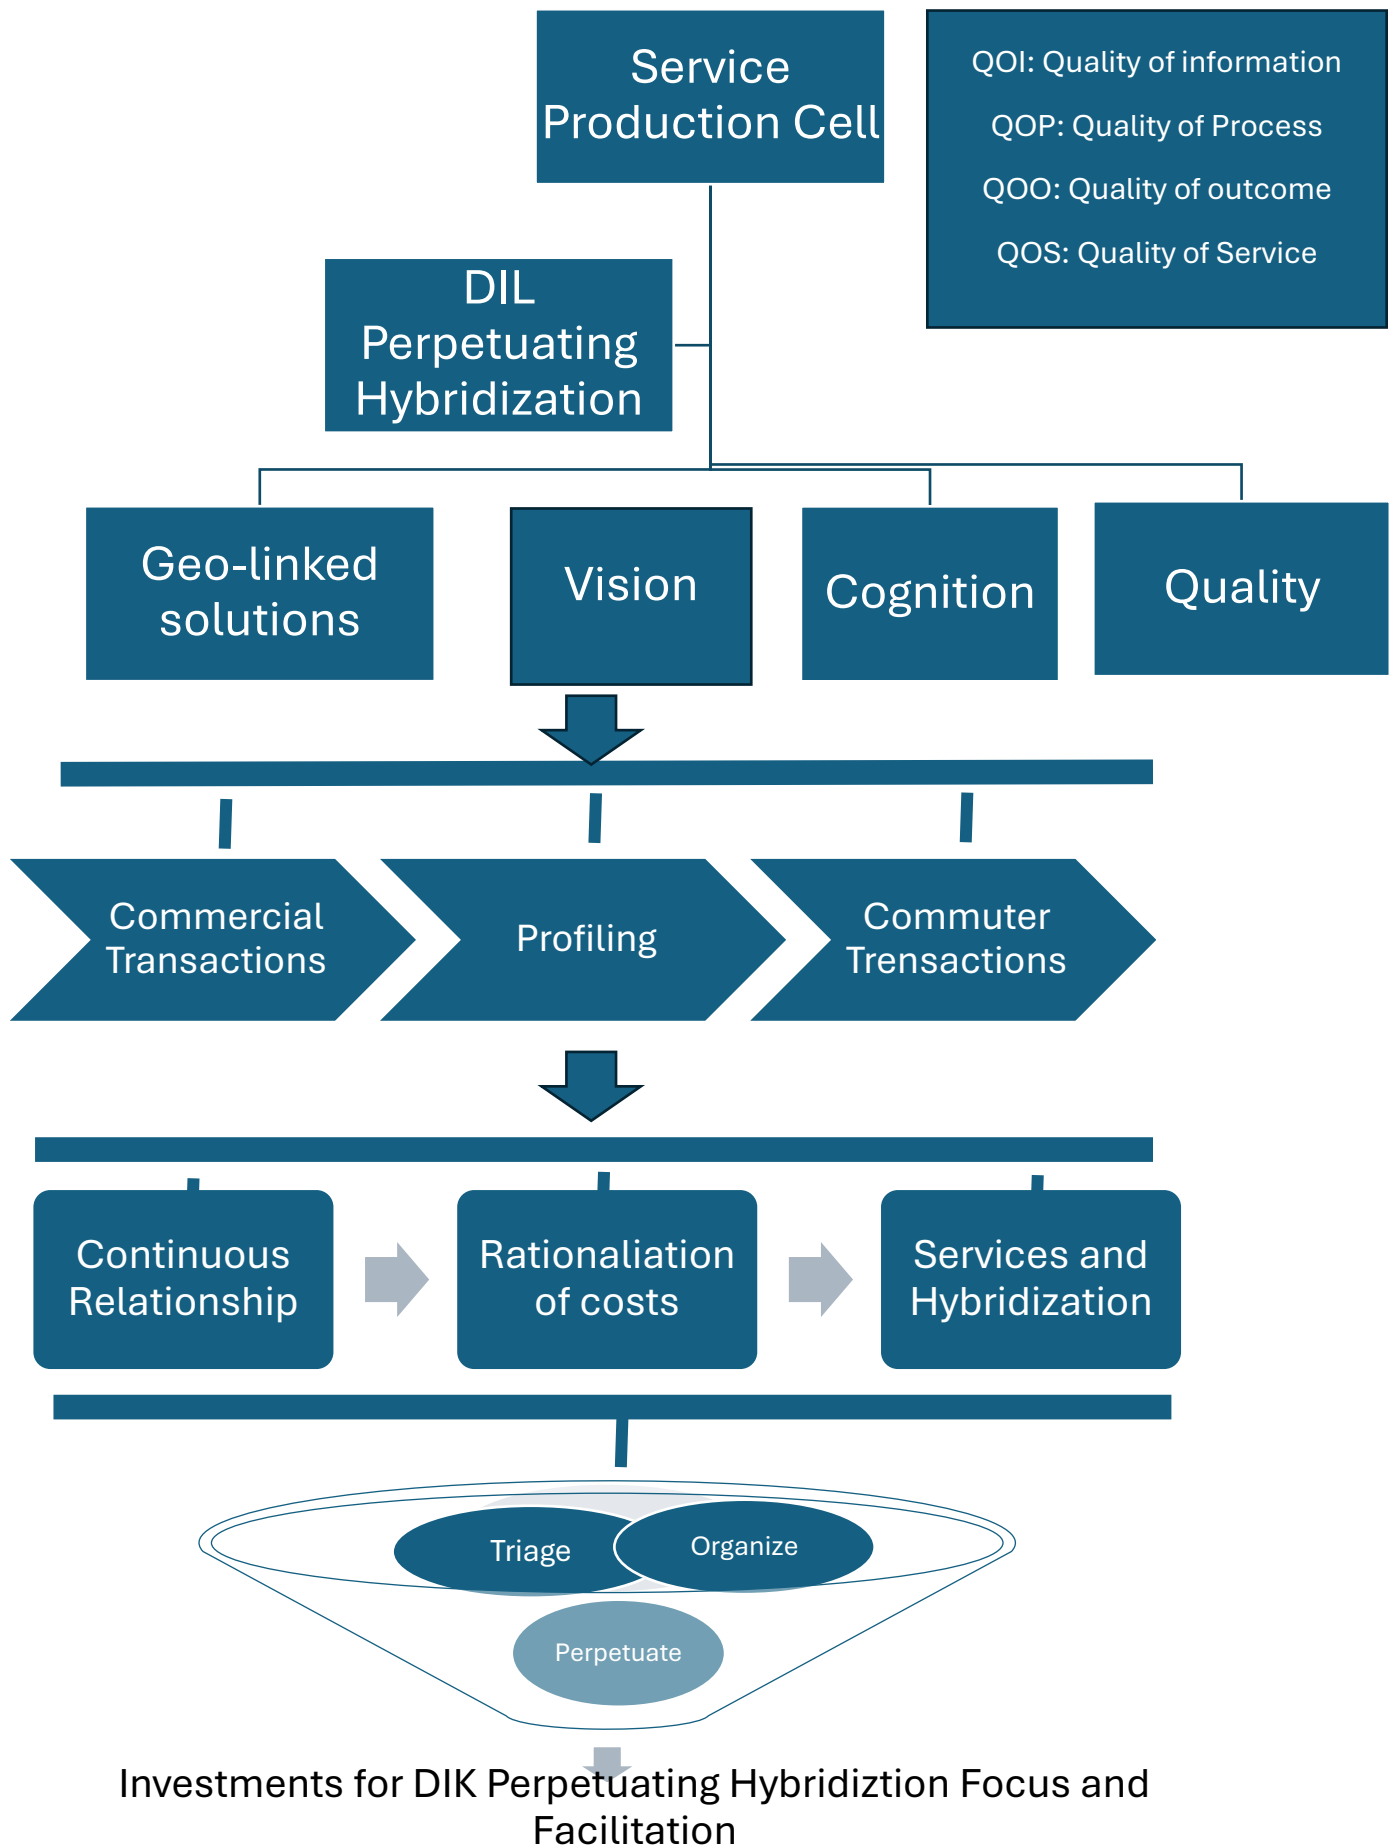 Service
Production Cell
QOI: Quality of information
QOP: Quality of Process
QOO: Quality of outcome
QOS: Quality of Service
DIL
Perpetuating
Hybridization
Geo-linked
solutions
Vision
Cognition
Quality
Commercial
Transactions
Profiling
Commuter
Trensactions
Continuous
Relationship
Rationaliation
of costs
Services and
Hybridization
Triage
Organize
Perpetuate
Investments for DIK Perpetuating Hybridiztion Focus and
Facilitation